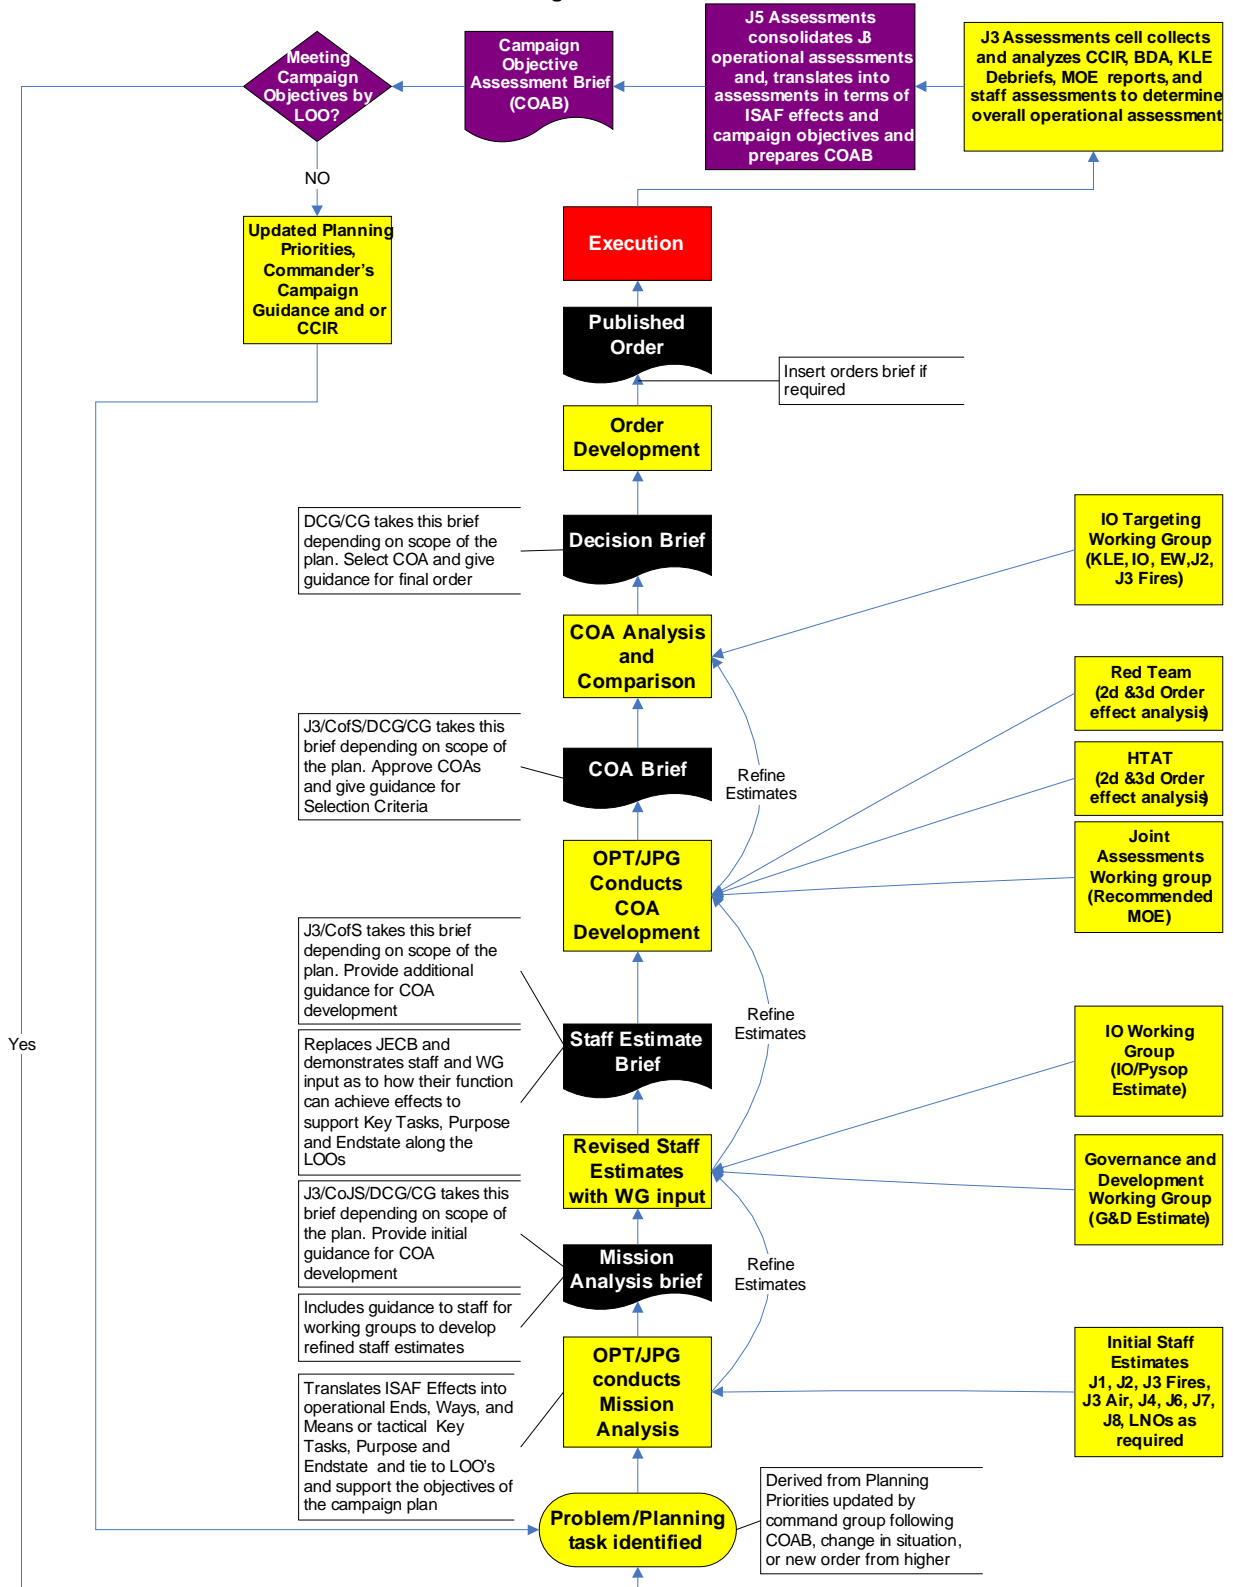 Meeting
Campaign
Objectives by
LOO?
Campaign
Objective
Assessment Brief
(COAB)
J5 Assessments
consolidates J3
operational assessments
and, translates into
assessments in terms of
ISAF effects and
campaign objectives and
prepares COAB
J3 Assessments cell collects
and analyzes CCIR, BDA, KLE
Debriefs, MOE reports, and
staff assessments to determine
overall operational assessment
NO
Updated Planning
Priorities,
Commander's
Campaign
Guidance and or
CCIR
Execution
Published
Order
Insert orders brief if
required
Order
Development
DCG/CG takes this brief
depending on scope of the
plan. Select COA and give
guidance for final order
Decision Brief
IO Targeting
Working Group
(KLE, IO, EW,J2,
J3 Fires)
COA Analysis
and
Comparison
Red Team
(2d &3d Order
effect analysis)
J3/CofS/DCG/CG takes this
brief depending on scope of
the plan. Approve COAs
and give guidance for
Selection Criteria
COA Brief
Refine
Estimates
HTAT
(2d &3d Order
effect analysis)
Joint
Assessments
Working group
(Recommended
MOE)
OPT/JPG
Conducts
COA
Development
J3/CofS takes this brief
depending on scope of the
plan. Provide additional
guidance for COA
development
Refine
Estimates
Yes
Staff Estimate
Brief
Replaces JECB and
demonstrates staff and WG
input as to how their function
can achieve effects to
support Key Tasks, Purpose
and Endstate along the
LOOs
IO Working
Group
(IO/Pysop
Estimate)
Revised Staff
Estimates
with WG input
Governance and
Development
Working Group
(G&D Estimate)
J3/CoJS/DCG/CG takes this
brief depending on scope of
the plan. Provide initial
guidance for COA
development
Mission
Analysis brief
Refine
Estimates
Includes guidance to staff for
working groups to develop
refined staff estimates
OPT/JPG
conducts
Mission
Analysis
Initial Staff
Estimates
J1, J2, J3 Fires,
J3 Air, J4, J6, J7,
J8, LNOs as
required
Translates ISAF Effects into
operational Ends, Ways, and
Means or tactical Key
Tasks, Purpose and
Endstate and tie to LOO's
and support the objectives of
the campaign plan
Problem/Planning
task identified
Derived from Planning
Priorities updated by
command group following
COAB, change in situation,
or new order from higher